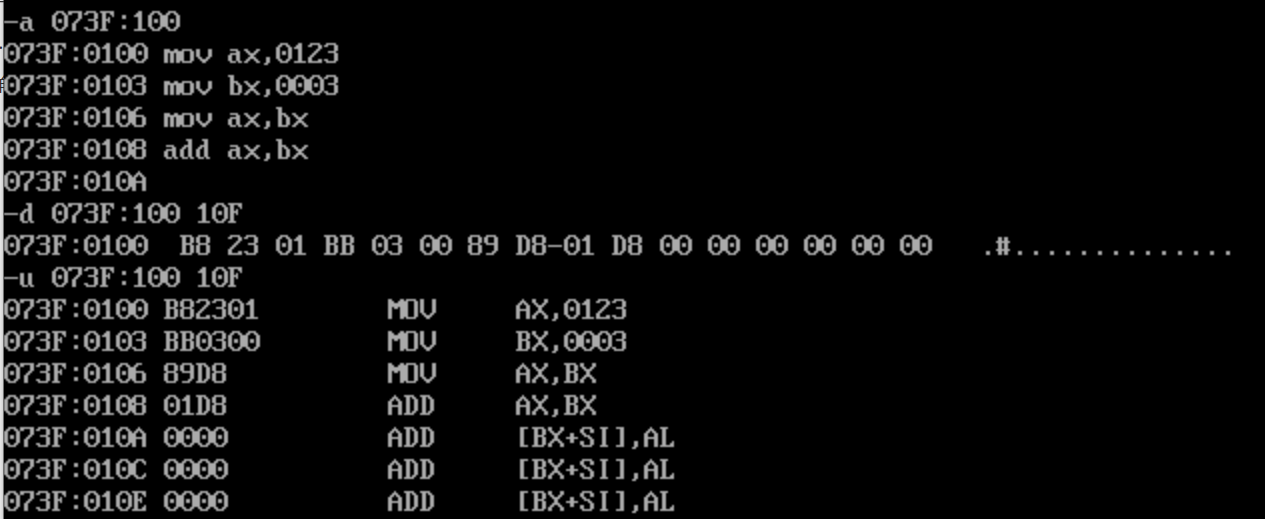 -a 073F:100
073F:0100 mov ax,0123
073F:0103 mov bx,0003
073F:0106 mov ax,bx
073F:0108 add ax,bx
073F:010A
-d 073F:100 10F
073F:0100  B8 23 01 BB 03 00 89 D8-01 D8 00 00 00 00 00 00   .#..............
-u 073F:100 10F
073F:0100 B82301        MOV     AX,0123
073F:0103 BB0300        MOV     BX,0003
073F:0106 89D8          MOV     AX,BX
073F:0108 01D8          ADD     AX,BX
073F:010A 0000          ADD     [BX+SI],AL
073F:010C 0000          ADD     [BX+SI],AL
073F:010E 0000          ADD     [BX+SI],AL